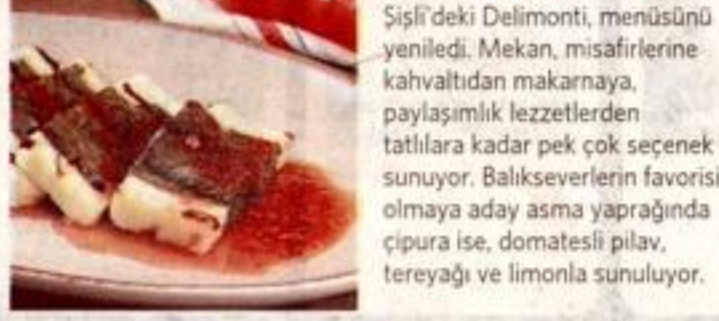 Şişli'deki Delimonti, menüsünü
yeniledi. Mekan, misafirlerine
kahvaltıdan makarnaya,
paylaşımlık lezzetlerden
tatlılara kadar pek çok seçenek
sunuyor. Balıkseverlerin favorisi
olmaya aday asma yaprağında
çipura ise, domatesli pilav,
tereyağı ve limonla sunuluyor.